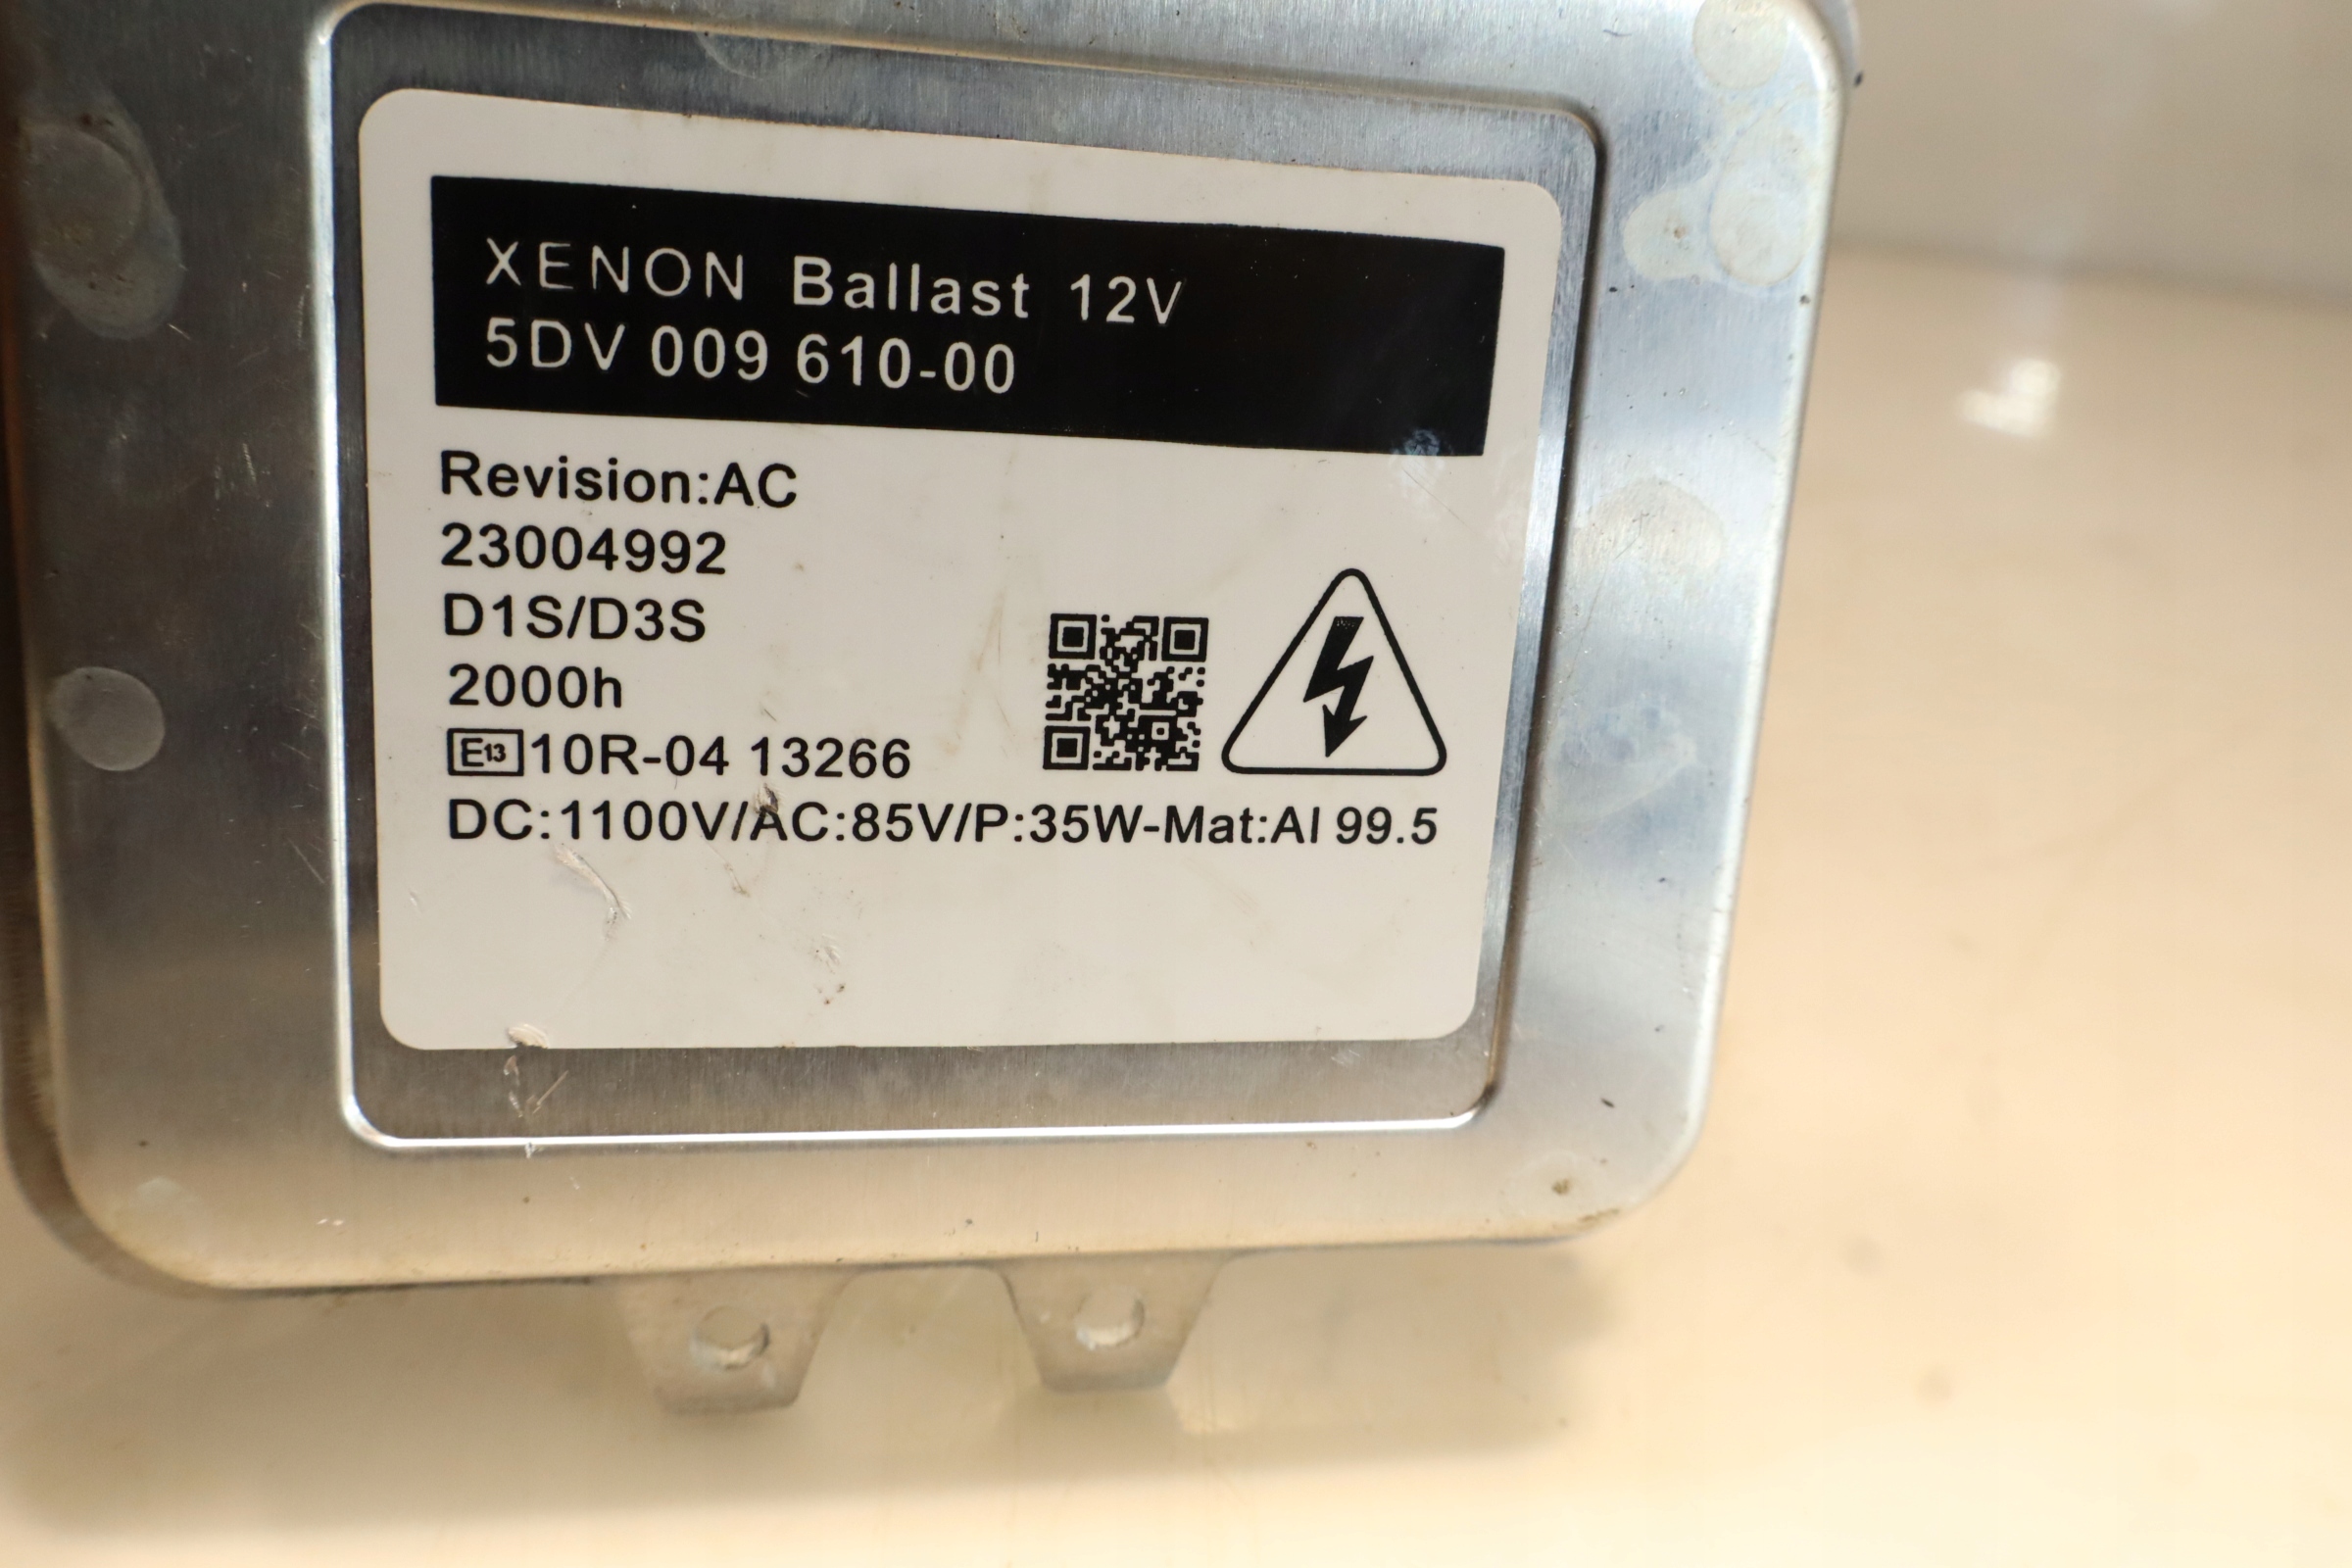 XENON Ballast 12V
5DV 009 610-00
Revision:AC
23004992
D1S/D3S
2000h
E13 10R-04 13266
DC:1100V/AC:85V/P:35W-Mat:Al 99.5